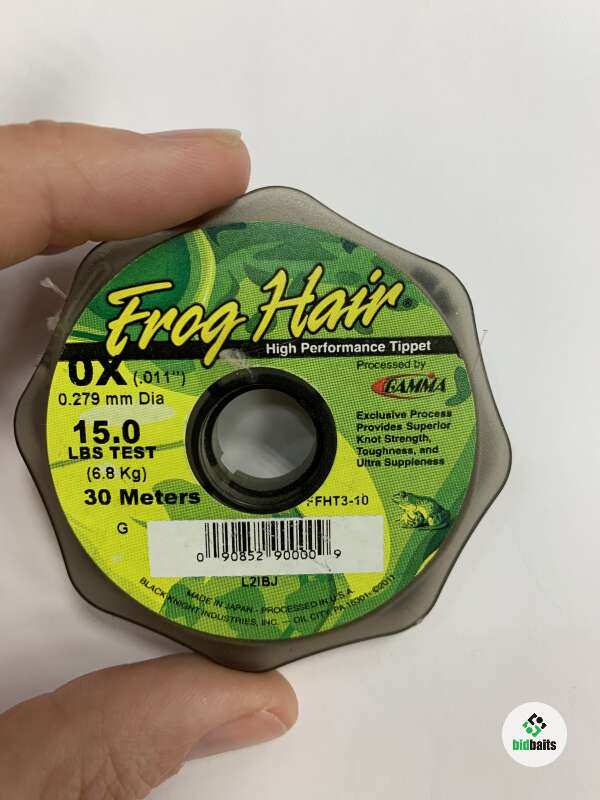 Frog Hair®
High Performance Tippet
0X (.011")
0.279 mm Dia
15.0
LBS TEST
(6.8 Kg)
30 Meters
G
Processed by
GAMMA
Exclusive Process
Provides Superior
Knot Strength,
Toughness, and
Ultra Suppleness
FFHT3-10
0 90852 90000 9
L2IBJ
MADE IN JAPAN - PROCESSED IN U.S.A.
BLACK KNIGHT INDUSTRIES, INC. — OIL CITY, PA 16301 ©2011
bidbaits